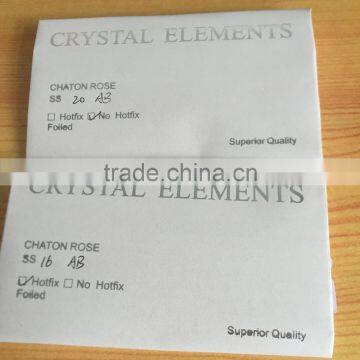 CRYSTAL ELEMENTS
CHATON ROSE
SS 20 AB
☐ Hotfix ☑ No Hotfix
Foiled
Superior Quality
trade.china.cn
CRYSTAL ELEMENTS
CHATON ROSE
SS 16 AB
☑ Hotfix ☐ No Hotfix
Foiled
Superior Quality